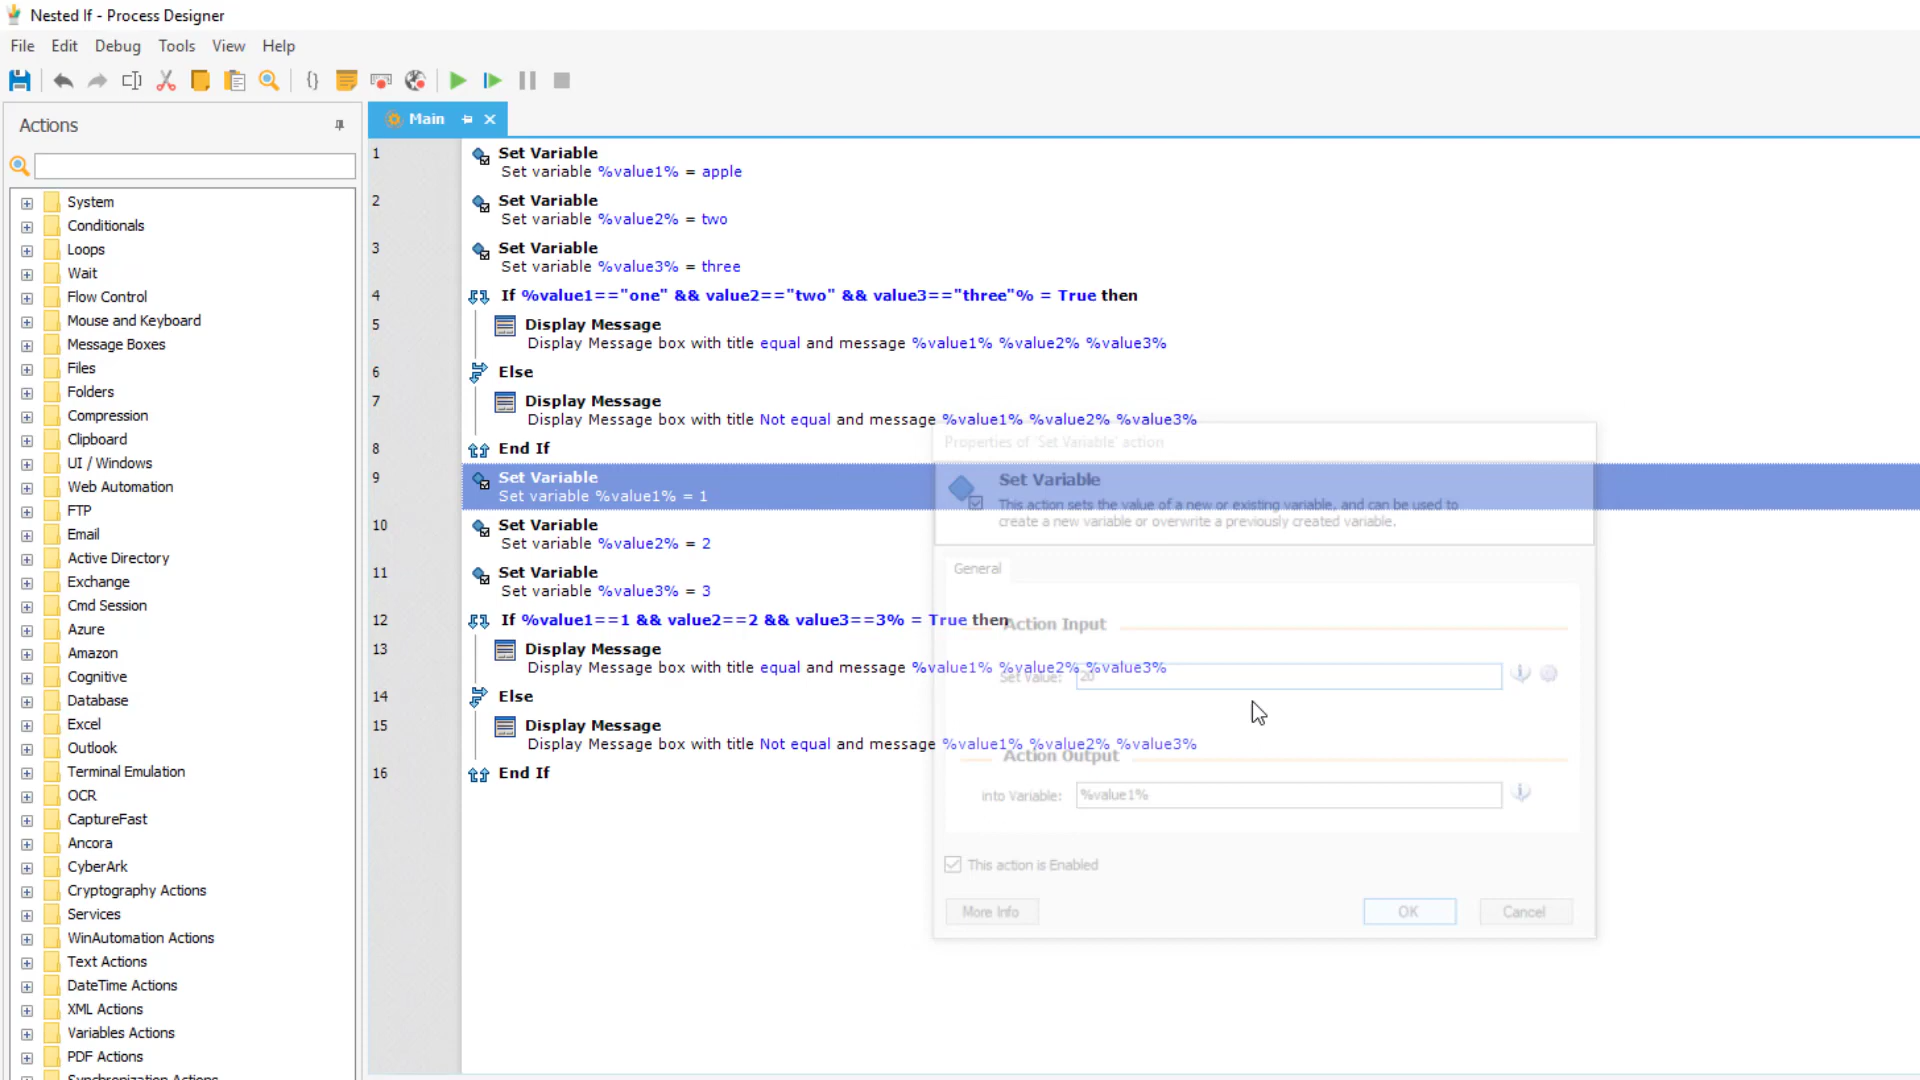 Nested If - Process Designer
File Edit Debug Tools View Help
Actions
Main
System
Conditionals
Loops
Wait
Flow Control
Mouse and Keyboard
Message Boxes
Files
Folders
Compression
Clipboard
UI / Windows
Web Automation
FTP
Email
Active Directory
Exchange
Cmd Session
Azure
Amazon
Cognitive
Database
Excel
Outlook
Terminal Emulation
OCR
CaptureFast
Ancora
CyberArk
Cryptography Actions
Services
WinAutomation Actions
Text Actions
DateTime Actions
XML Actions
Variables Actions
PDF Actions
Synchronization Actions
1 Set Variable
Set variable %value1% = apple
2 Set Variable
Set variable %value2% = two
3 Set Variable
Set variable %value3% = three
4 If %value1=="one" && value2=="two" && value3=="three"% = True then
5 Display Message
Display Message box with title equal and message %value1% %value2% %value3%
6 Else
7 Display Message
Display Message box with title Not equal and message %value1% %value2% %value3%
8 End If
9 Set Variable
Set variable %value1% = 1
10 Set Variable
Set variable %value2% = 2
11 Set Variable
Set variable %value3% = 3
12 If %value1==1 && value2==2 && value3==3% = True then
13 Display Message
Display Message box with title equal and message %value1% %value2% %value3%
14 Else
15 Display Message
Display Message box with title Not equal and message %value1% %value2% %value3%
16 End If
Properties of 'Set Variable' action
Set Variable
This action sets the value of a new or existing variable, and can be used to
create a new variable or overwrite a previously created variable.
General
Action Input
Set Value: 20
Action Output
into Variable: %value1%
This action is Enabled
More Info OK Cancel